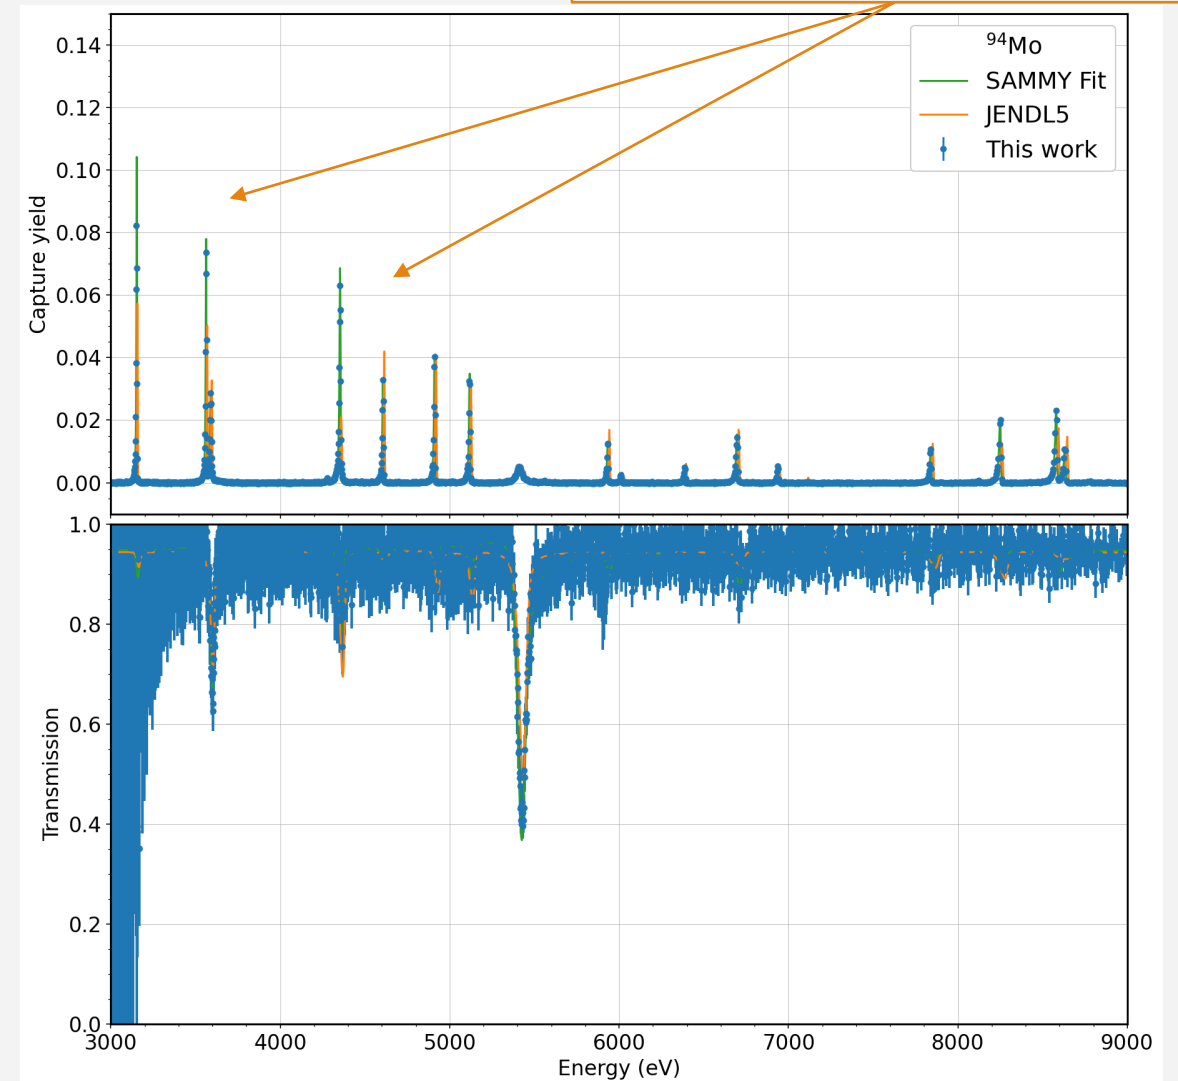 0.14
0.12
0.10
0.08
0.06
0.04
0.02
0.00
Capture yield
⁹⁴Mo
SAMMY Fit
JENDL5
This work
1.0
0.8
0.6
0.4
0.2
0.0
Transmission
3000 4000 5000 6000 7000 8000 9000
Energy (eV)